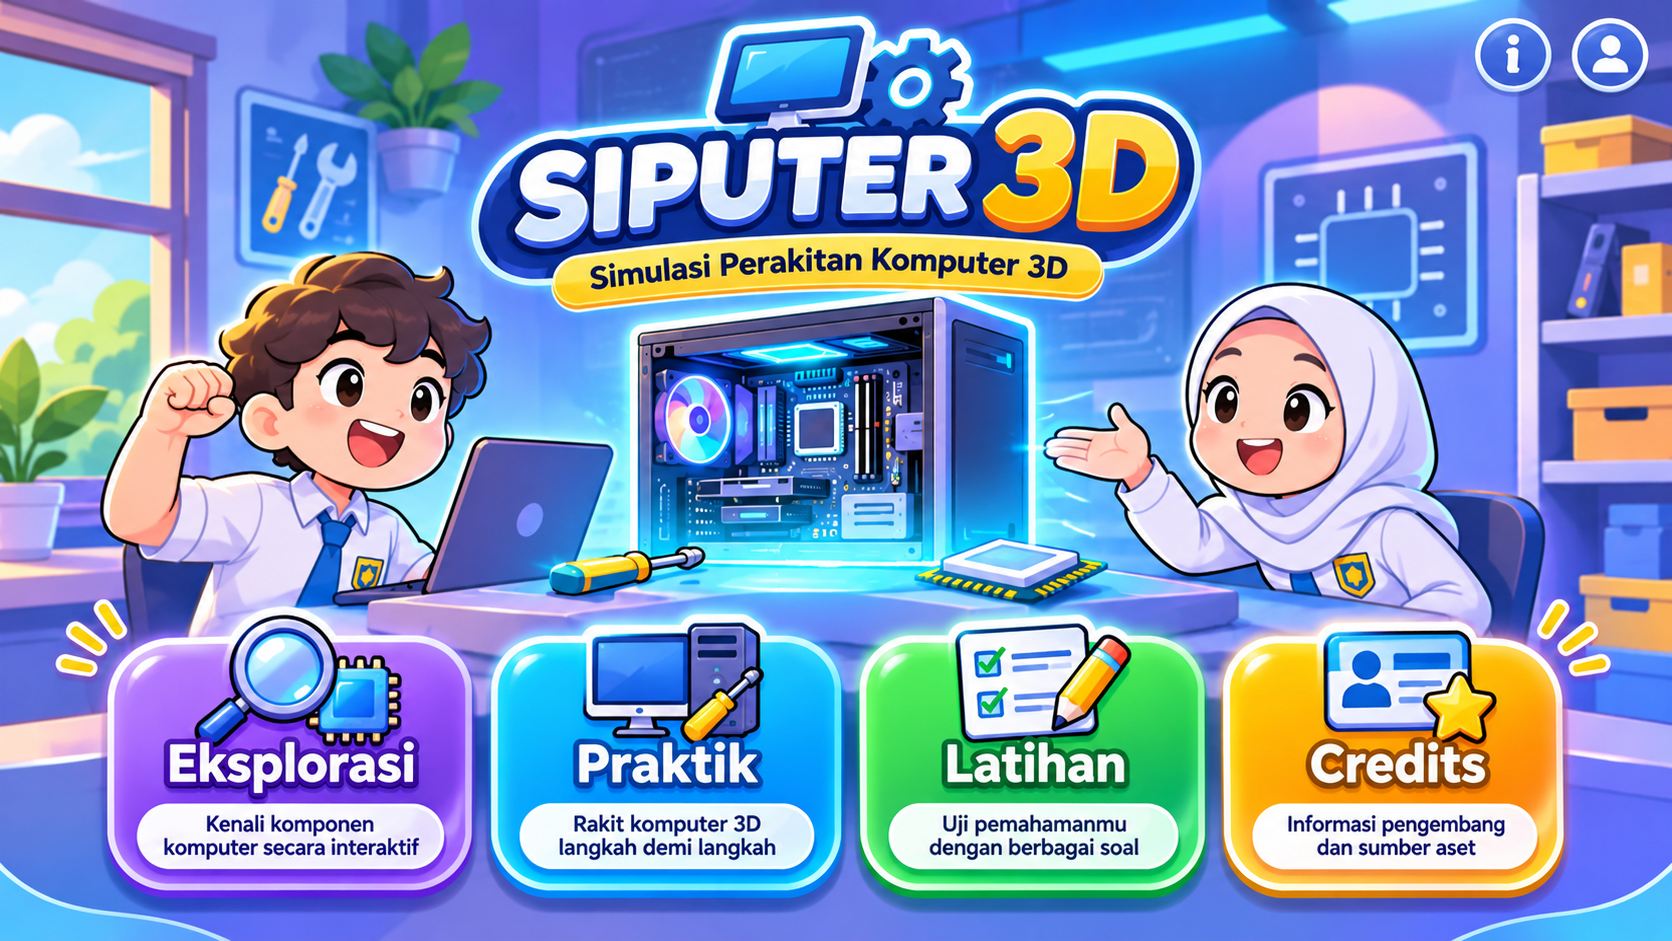 SIPUTER 3D
Simulasi Perakitan Komputer 3D
Eksplorasi
Kenali komponen
komputer secara interaktif
Praktik
Rakit komputer 3D
langkah demi langkah
Latihan
Uji pemahamanmu
dengan berbagai soal
Credits
Informasi pengembang
dan sumber aset